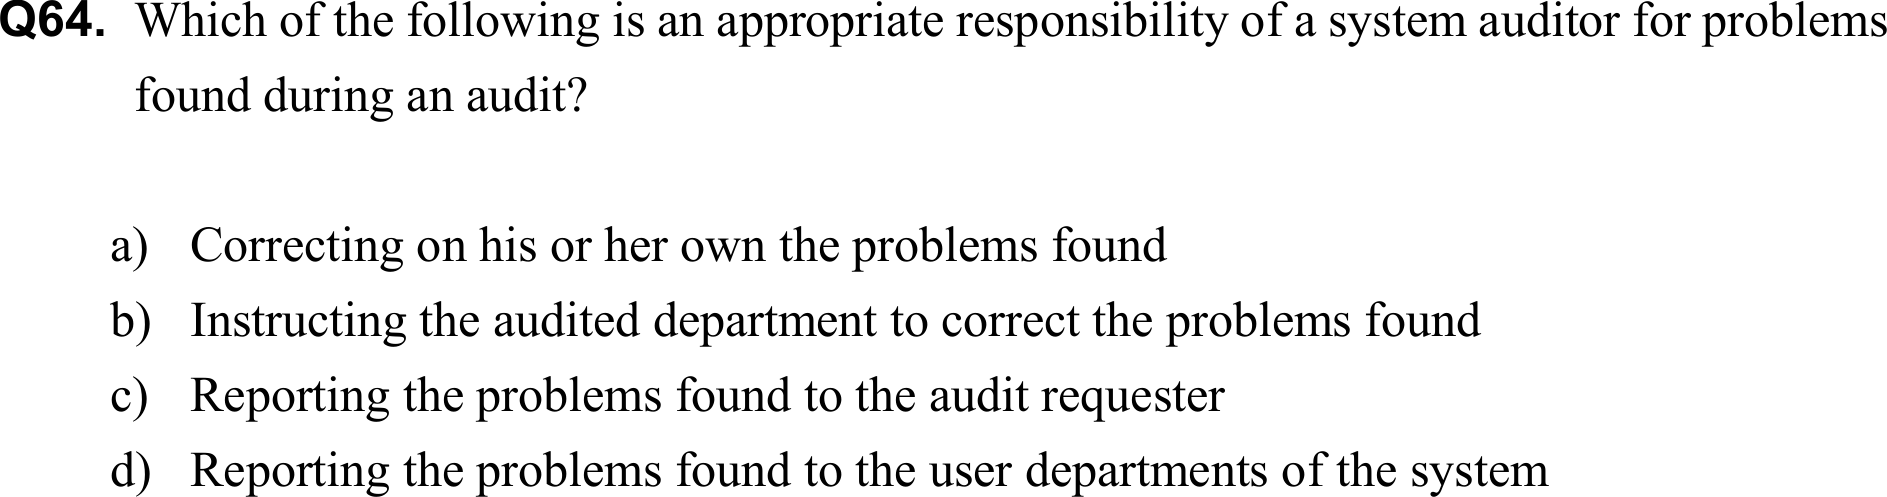 Q64. Which of the following is an appropriate responsibility of a system auditor for problems
found during an audit?
a) Correcting on his or her own the problems found
b) Instructing the audited department to correct the problems found
c) Reporting the problems found to the audit requester
d) Reporting the problems found to the user departments of the system